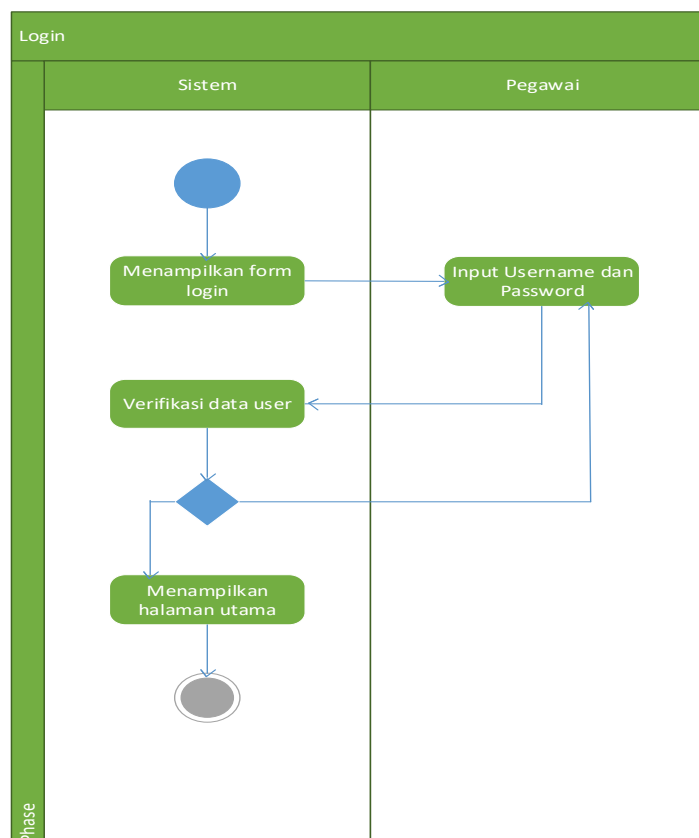 Login
Sistem
Pegawai
Menampilkan form
login
Input Username dan
Password
Verifikasi data user
Menampilkan
halaman utama
Phase